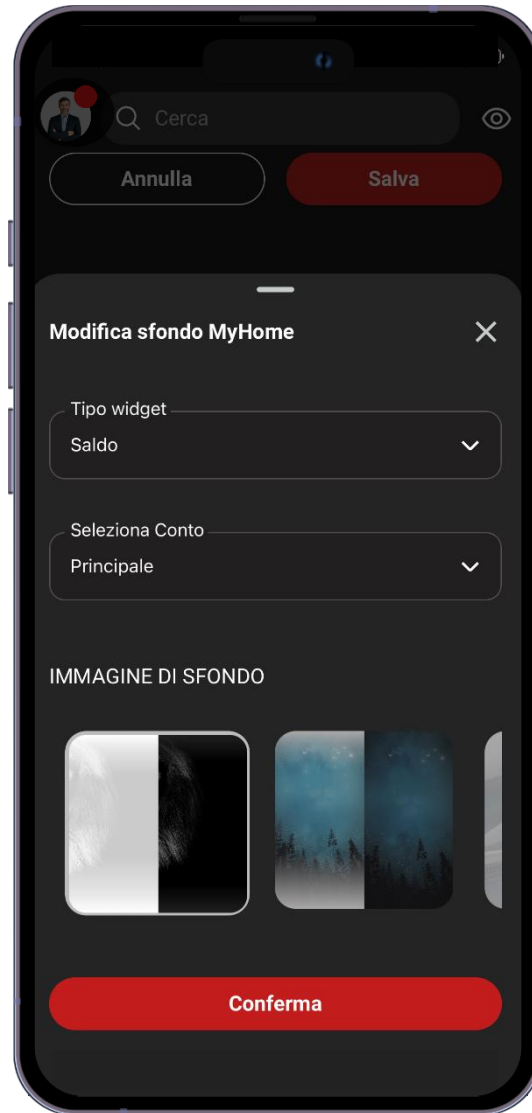 Cerca
Annulla
Salva
Modifica sfondo MyHome
Tipo widget
Saldo
Seleziona Conto
Principale
IMMAGINE DI SFONDO
Conferma